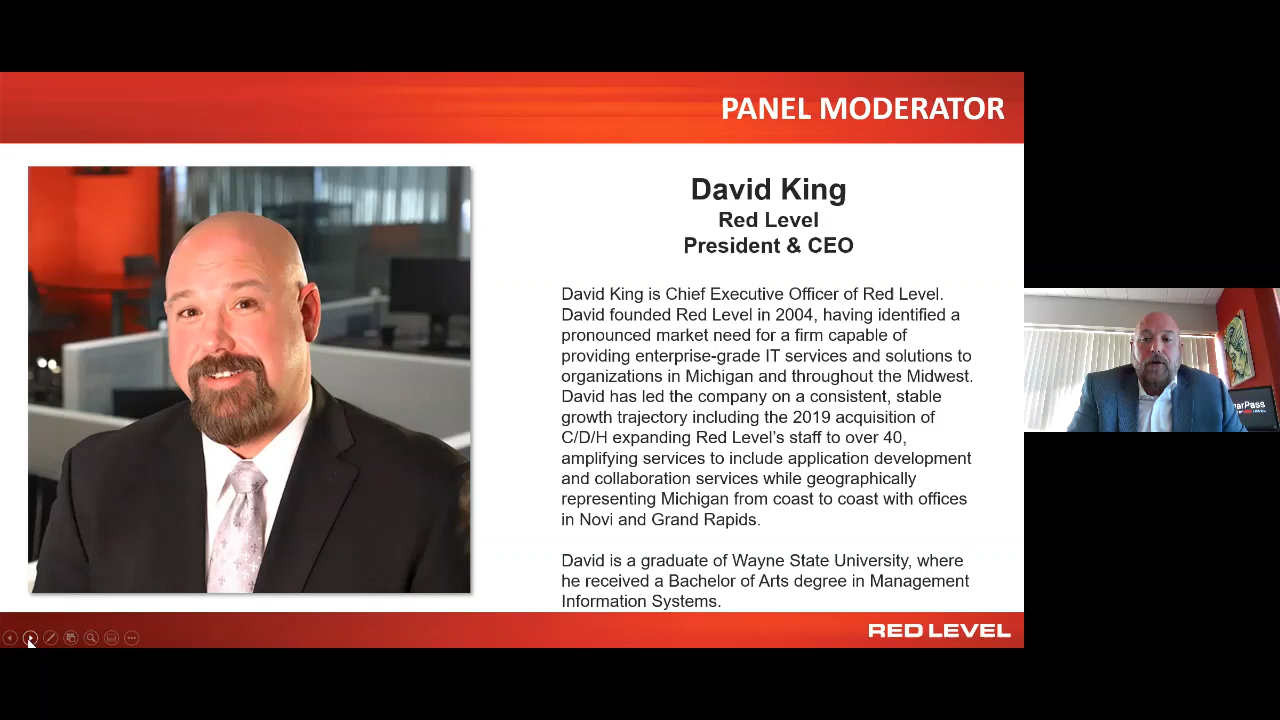 PANEL MODERATOR
David King
Red Level
President & CEO
David King is Chief Executive Officer of Red Level.
David founded Red Level in 2004, having identified a
pronounced market need for a firm capable of
providing enterprise-grade IT services and solutions to
organizations in Michigan and throughout the Midwest.
David has led the company on a consistent, stable
growth trajectory including the 2019 acquisition of
C/D/H expanding Red Level's staff to over 40,
amplifying services to include application development
and collaboration services while geographically
representing Michigan from coast to coast with offices
in Novi and Grand Rapids.
David is a graduate of Wayne State University, where
he received a Bachelor of Arts degree in Management
Information Systems.
RED LEVEL